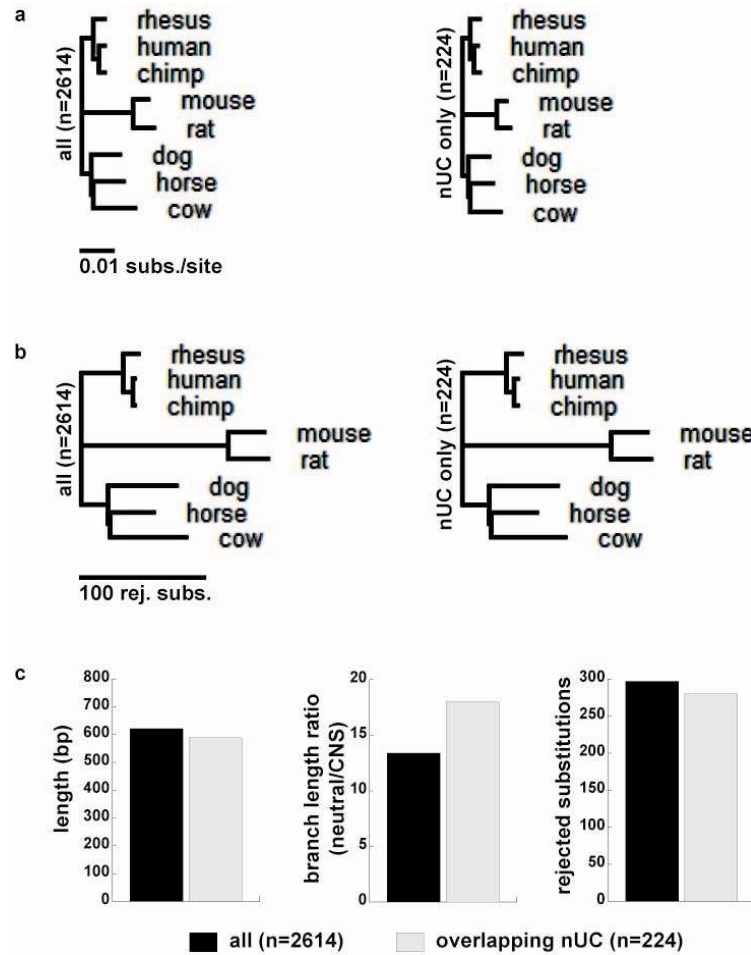 a
all (n=2614)
rhesus
human
chimp
mouse
rat
dog
horse
cow
0.01 subs./site
nUC only (n=224)
rhesus
human
chimp
mouse
rat
dog
horse
cow
b
all (n=2614)
rhesus
human
chimp
mouse
rat
dog
horse
cow
100 rej. subs.
nUC only (n=224)
rhesus
human
chimp
mouse
rat
dog
horse
cow
c
length (bp)
800
700
600
500
400
300
200
100
0
branch length ratio
(neutral/CNS)
20
15
10
5
0
rejected substitutions
300
250
200
150
100
50
0
all (n=2614)
overlapping nUC (n=224)